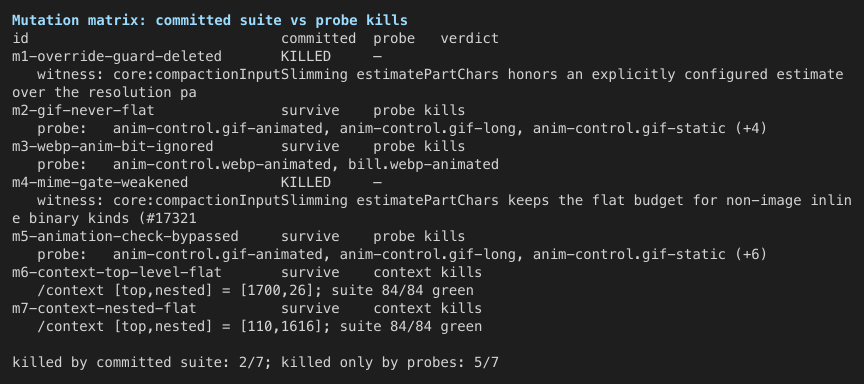 Mutation matrix: committed suite vs probe kills
id committed probe verdict
m1-override-guard-deleted KILLED —
witness: core:compactionInputSlimming estimatePartChars honors an explicitly configured estimate
over the resolution pa
m2-gif-never-flat survive probe kills
probe: anim-control.gif-animated, anim-control.gif-long, anim-control.gif-static (+4)
m3-webp-anim-bit-ignored survive probe kills
probe: anim-control.webp-animated, bill.webp-animated
m4-mime-gate-weakened KILLED —
witness: core:compactionInputSlimming estimatePartChars keeps the flat budget for non-image inlin
e binary kinds (#17321
m5-animation-check-bypassed survive probe kills
probe: anim-control.gif-animated, anim-control.gif-long, anim-control.gif-static (+6)
m6-context-top-level-flat survive context kills
/context [top,nested] = [1700,26]; suite 84/84 green
m7-context-nested-flat survive context kills
/context [top,nested] = [110,1616]; suite 84/84 green
killed by committed suite: 2/7; killed only by probes: 5/7